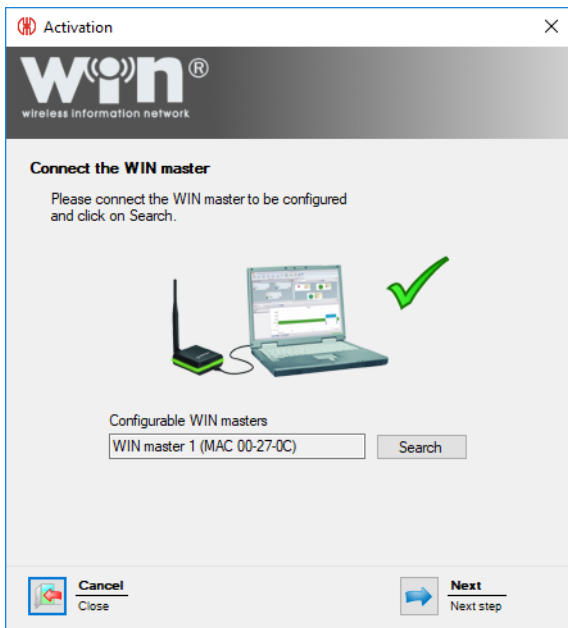 Activation
WiN®
wireless information network
Connect the WIN master
Please connect the WIN master to be configured
and click on Search.
Configurable WIN masters
WIN master 1 (MAC 00-27-0C)
Search
Cancel
Close
Next
Next step